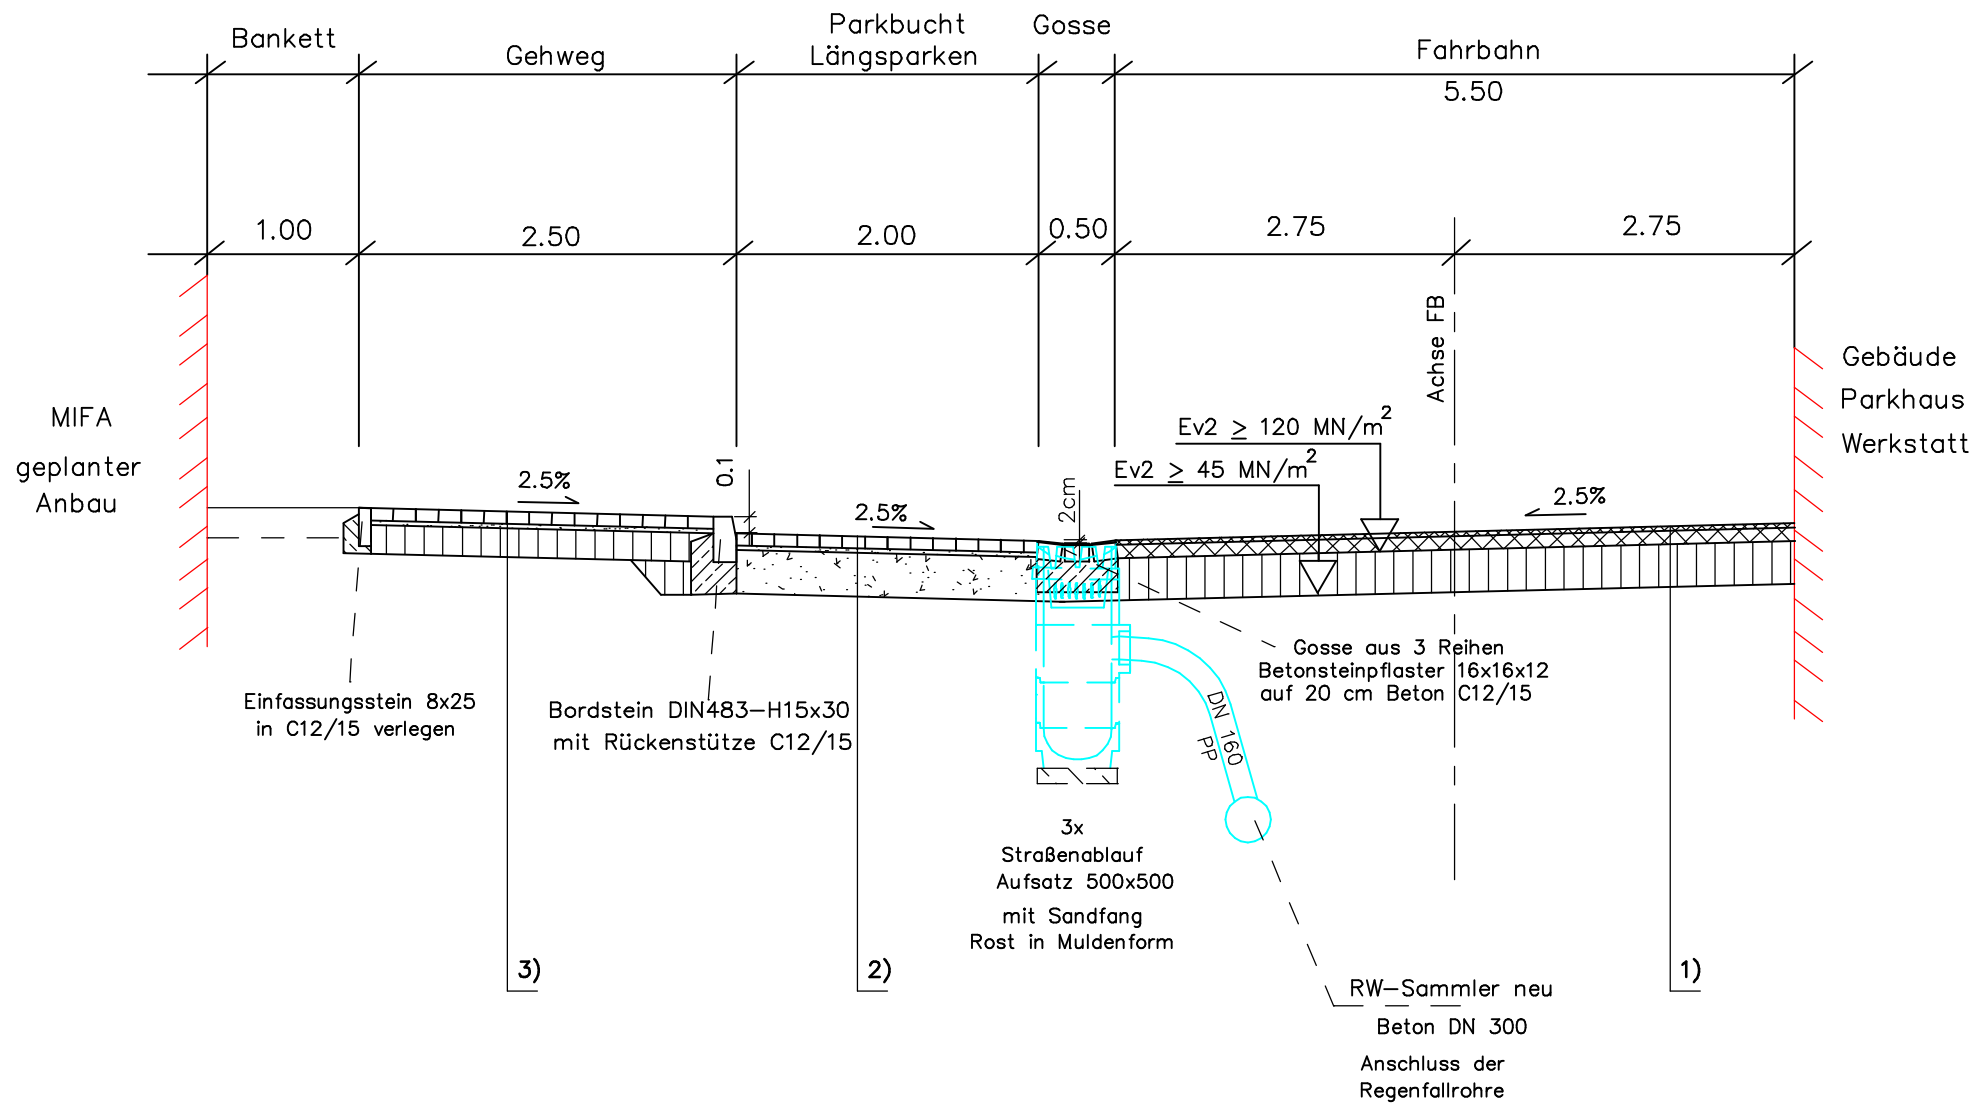 Bankett
Gehweg
Parkbucht
Längsparken
Gosse
Fahrbahn
5.50
1.00
2.50
2.00
0.50
2.75
2.75
Achse FB
MIFA
geplanter
Anbau
Gebäude
Parkhaus
Werkstatt
Ev2 ≥ 120 MN/m²
Ev2 ≥ 45 MN/m²
2.5%
0.1
2.5%
2cm
2.5%
Einfassungsstein 8x25
in C12/15 verlegen
Bordstein DIN483-H15x30
mit Rückenstütze C12/15
Gosse aus 3 Reihen
Betonsteinpflaster 16x16x12
auf 20 cm Beton C12/15
DN 160
PP
3x
Straßenablauf
Aufsatz 500x500
mit Sandfang
Rost in Muldenform
3)
2)
1)
RW-Sammler neu
Beton DN 300
Anschluss der
Regenfallrohre